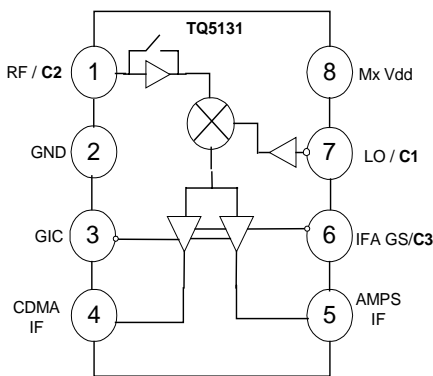 TQ5131
RF / C2
1
8
Mx Vdd
GND
2
7
LO / C1
GIC
3
6
IFA GS/C3
CDMA
IF
4
5
AMPS
IF